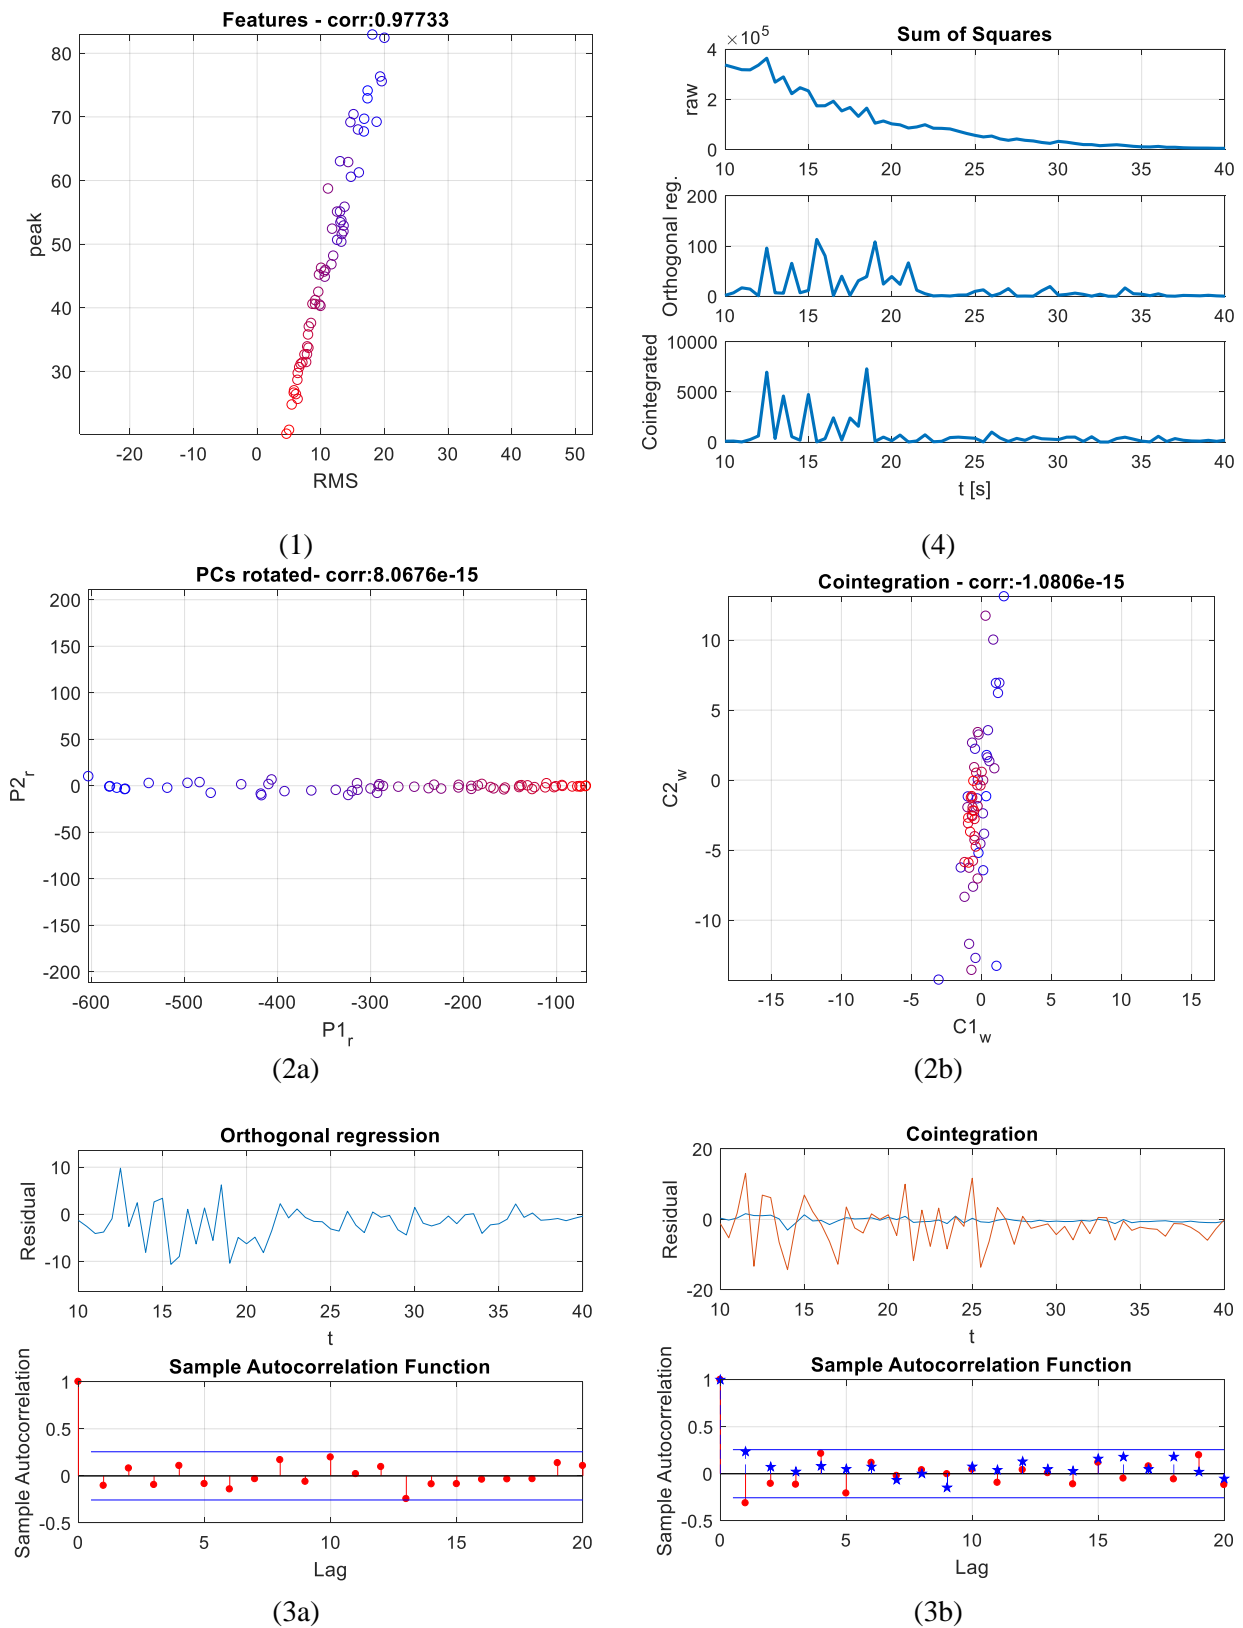 Features - corr:0.97733
80
70
60
50
40
30
peak
-20 0 10 20 30 40 50
RMS
(1)
Sum of Squares
×10^5
4
2
0
raw
10 15 20 25 30 35 40
200
100
0
Orthogonal reg.
10 15 20 25 30 35 40
10000
5000
0
Cointegrated
10 15 20 25 30 35 40
t [s]
(4)
PCs rotated- corr:8.0676e-15
200
150
100
50
0
-50
-100
-150
-200
P2_r
-600 -500 -400 -300 -200 -100
P1_r
(2a)
Cointegration - corr:-1.0806e-15
10
5
0
-5
-10
C2_w
-15 -10 -5 0 5 10 15
C1_w
(2b)
Orthogonal regression
10
0
-10
Residual
10 15 20 25 30 35 40
t
Sample Autocorrelation Function
1
0.5
0
-0.5
Sample Autocorrelation
0 5 10 15 20
Lag
(3a)
Cointegration
20
0
-20
Residual
10 15 20 25 30 35 40
t
Sample Autocorrelation Function
1
0.5
0
-0.5
Sample Autocorrelation
0 5 10 15 20
Lag
(3b)